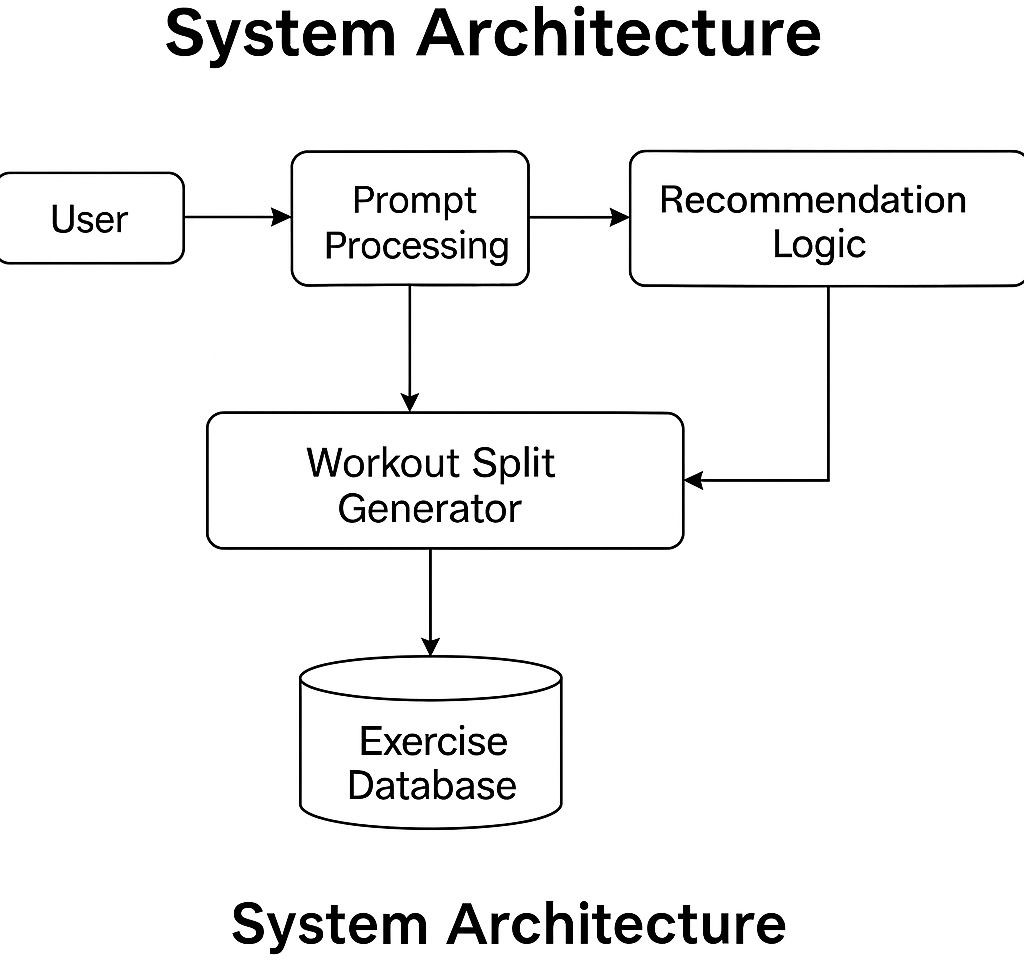 System Architecture
User
Prompt
Processing
Recommendation
Logic
Workout Split
Generator
Exercise
Database
System Architecture